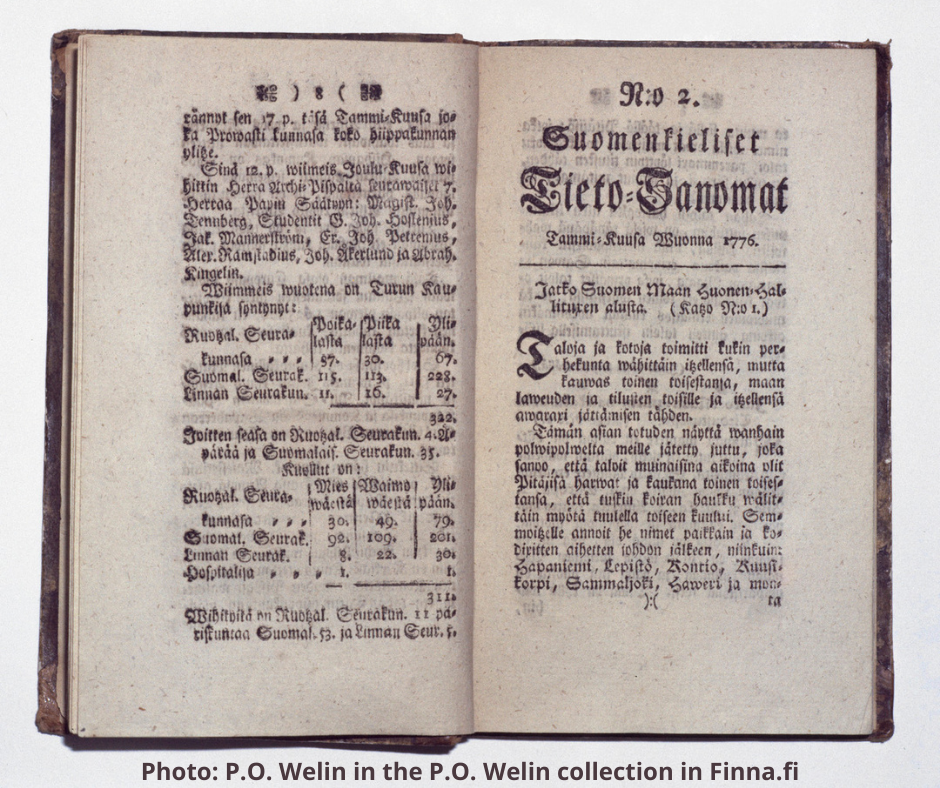 ) 8 (
rännyt sen 17 p. tásä Tammi-Kuusa jo-
ka Prowasti kunnasa koko hiippakunnan
ylitze.
Sinä 12. p. wiimeis Joulu-Kuusa wi-
hittin Herra Archi-Pispalda seurawaiset 7.
Herraa Papin Säätyyn: Magist. Joh.
Tennberg, Studentit G. Joh. Hoslenius,
Jak. Mannerström, Er. Joh. Petrenius,
Alex. Ramstadius, Joh. Åkerlund ja Abrah.
Kingelin.
Wiimmeis wuotena on Turun Kau-
pungisa syntynyt:
Poika- Piika Yli-
Ruotzal. Seura- lasta lasta pään.
kunnasa 37. 30. 67.
Suomal. Seurak. 115. 113. 228.
Linnan Seurakun. 11. 16. 27.
322.
Joitten seasa on Ruotzal. Seurakun. 4. Ä-
pärää ja Suomalais. Seurakun. 35.
Kuollut on:
Mies Waimo Yli-
Ruotzal. Seura- wäestä wäestä pään.
kunnasa 30. 49. 79.
Suomal. Seurak. 92. 109. 201.
Linnan Seurak. 8. 22. 30.
Hospitalisa 1. 1.
311.
Wihityitä on Ruotzal. Seurakun. 11 pa-
riskuntaa Suomal. 53. ja Linnan Seur. 5.
N:o 2.
Suomenkieliset
Tieto-Sanomat
Tammi-Kuusa Wuonna 1776.
Jatko Suomen Maan Huonen-Hal-
lituxen alusta. (Katzo N:o 1.)
Taloja ja kotoja toimitti kukin per-
hekunta wähittäin itzellensä, mutta
kauwas toinen toisestansa, maan
laweuden ja tilusten toisille ja itzellensä
awaraxi jättämisen tähden.
Tämän asian totuden näyttä wanhain
polwipolwelta meille jätetty juttu, joka
sanoo, että talot muinaisina aikoina olit
Pitäjisä harwat ja kaukana toinen toises-
tansa, että tuskin koiran haukku wälit-
täin myötä tuulella toiseen kuului. Sem-
moitzelle annoit he nimet paikkain ja ko-
diritten aihetten johdon jälkeen, niinkuin:
Hapaniemi, Lepistö, Kontio, Kuusi-
korpi, Sammaljoki, Haweri ja mon-
):( ta
Photo: P.O. Welin in the P.O. Welin collection in Finna.fi